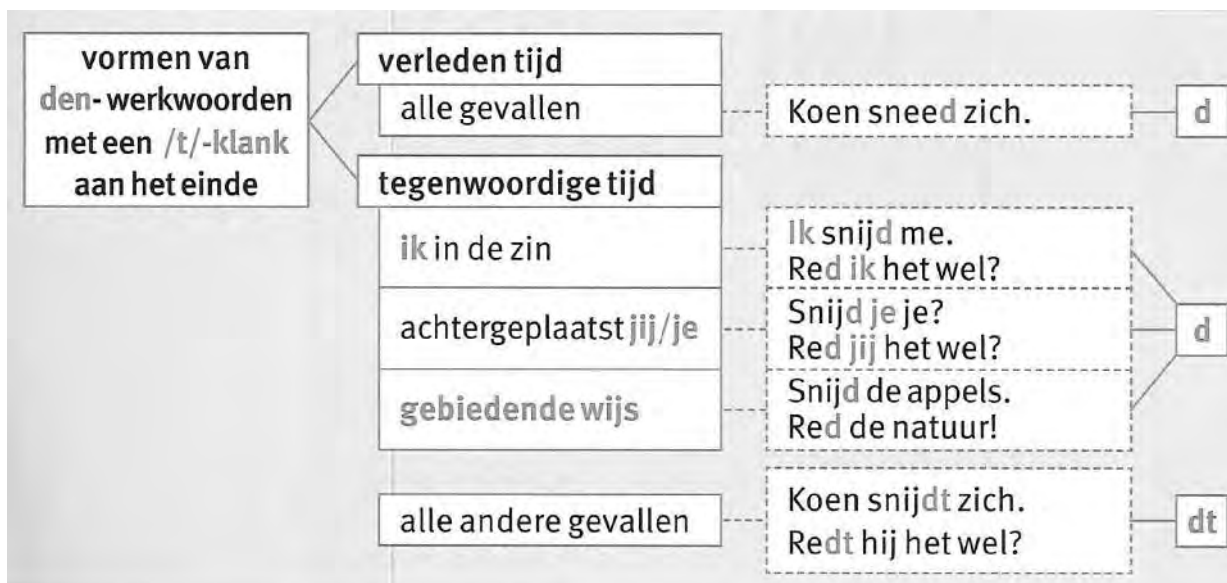 vormen van
den-werkwoorden
met een /t/-klank
aan het einde
verleden tijd
alle gevallen
Koen sneed zich.
d
tegenwoordige tijd
ik in de zin
Ik snijd me.
Red ik het wel?
achtergeplaatst jij/je
Snijd je je?
Red jij het wel?
d
gebiedende wijs
Snijd de appels.
Red de natuur!
alle andere gevallen
Koen snijdt zich.
Redt hij het wel?
dt